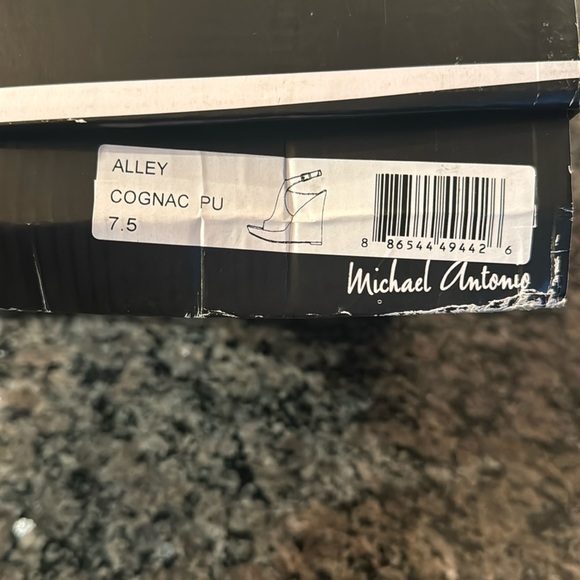 ALLEY
COGNAC PU
7.5
8 86544 49442 6
Michael Antonio